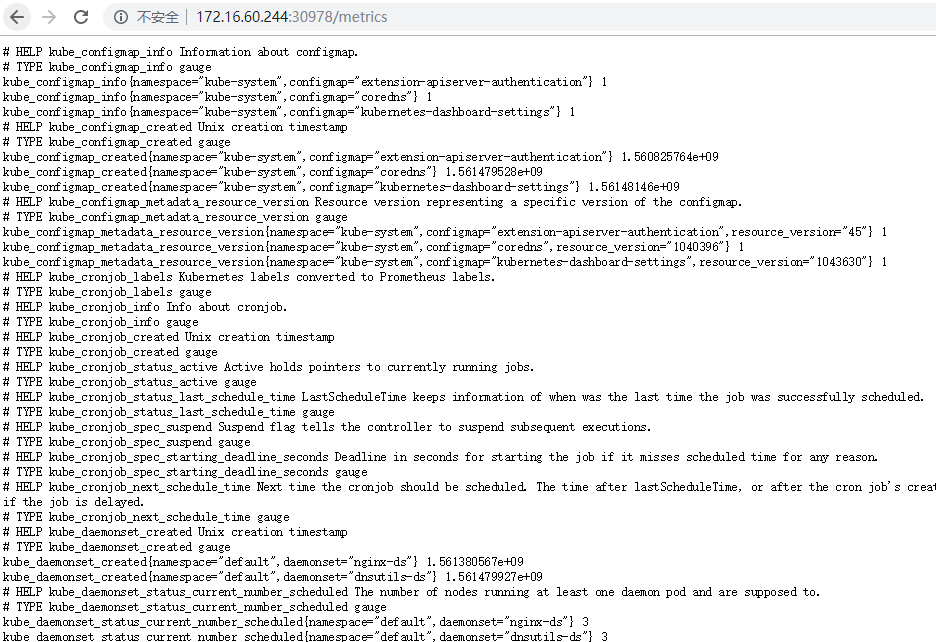 不安全 | 172.16.60.244:30978/metrics
# HELP kube_configmap_info Information about configmap.
# TYPE kube_configmap_info gauge
kube_configmap_info{namespace="kube-system",configmap="extension-apiserver-authentication"} 1
kube_configmap_info{namespace="kube-system",configmap="coredns"} 1
kube_configmap_info{namespace="kube-system",configmap="kubernetes-dashboard-settings"} 1
# HELP kube_configmap_created Unix creation timestamp
# TYPE kube_configmap_created gauge
kube_configmap_created{namespace="kube-system",configmap="extension-apiserver-authentication"} 1.560825764e+09
kube_configmap_created{namespace="kube-system",configmap="coredns"} 1.561479528e+09
kube_configmap_created{namespace="kube-system",configmap="kubernetes-dashboard-settings"} 1.56148146e+09
# HELP kube_configmap_metadata_resource_version Resource version representing a specific version of the configmap.
# TYPE kube_configmap_metadata_resource_version gauge
kube_configmap_metadata_resource_version{namespace="kube-system",configmap="extension-apiserver-authentication",resource_version="45"} 1
kube_configmap_metadata_resource_version{namespace="kube-system",configmap="coredns",resource_version="1040396"} 1
kube_configmap_metadata_resource_version{namespace="kube-system",configmap="kubernetes-dashboard-settings",resource_version="1043630"} 1
# HELP kube_cronjob_labels Kubernetes labels converted to Prometheus labels.
# TYPE kube_cronjob_labels gauge
# HELP kube_cronjob_info Info about cronjob.
# TYPE kube_cronjob_info gauge
# HELP kube_cronjob_created Unix creation timestamp
# TYPE kube_cronjob_created gauge
# HELP kube_cronjob_status_active Active holds pointers to currently running jobs.
# TYPE kube_cronjob_status_active gauge
# HELP kube_cronjob_status_last_schedule_time LastScheduleTime keeps information of when was the last time the job was successfully scheduled.
# TYPE kube_cronjob_status_last_schedule_time gauge
# HELP kube_cronjob_spec_suspend Suspend flag tells the controller to suspend subsequent executions.
# TYPE kube_cronjob_spec_suspend gauge
# HELP kube_cronjob_spec_starting_deadline_seconds Deadline in seconds for starting the job if it misses scheduled time for any reason.
# TYPE kube_cronjob_spec_starting_deadline_seconds gauge
# HELP kube_cronjob_next_schedule_time Next time the cronjob should be scheduled. The time after lastScheduleTime, or after the cron job's creat
if the job is delayed.
# TYPE kube_cronjob_next_schedule_time gauge
# HELP kube_daemonset_created Unix creation timestamp
# TYPE kube_daemonset_created gauge
kube_daemonset_created{namespace="default",daemonset="nginx-ds"} 1.561380567e+09
kube_daemonset_created{namespace="default",daemonset="dnsutils-ds"} 1.561479927e+09
# HELP kube_daemonset_status_current_number_scheduled The number of nodes running at least one daemon pod and are supposed to.
# TYPE kube_daemonset_status_current_number_scheduled gauge
kube_daemonset_status_current_number_scheduled{namespace="default",daemonset="nginx-ds"} 3
kube_daemonset_status_current_number_scheduled{namespace="default",daemonset="dnsutils-ds"} 3